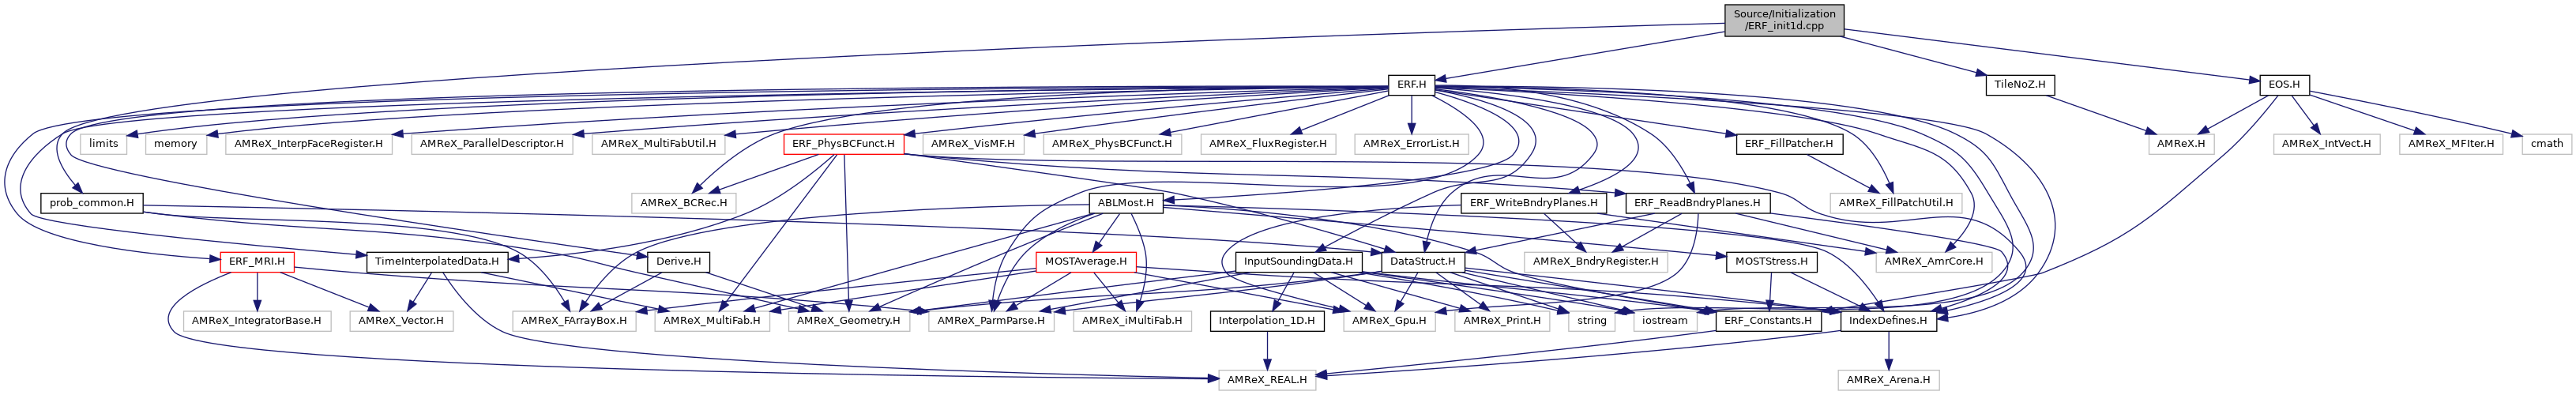 Source/Initialization
/ERF_init1d.cpp
ERF.H
TileNoZ.H
EOS.H
limits
memory
AMReX_InterpFaceRegister.H
AMReX_ParallelDescriptor.H
AMReX_MultiFabUtil.H
ERF_PhysBCFunct.H
AMReX_VisMF.H
AMReX_PhysBCFunct.H
AMReX_FluxRegister.H
AMReX_ErrorList.H
ERF_FillPatcher.H
AMReX.H
AMReX_IntVect.H
AMReX_MFIter.H
cmath
prob_common.H
AMReX_BCRec.H
ABLMost.H
ERF_WriteBndryPlanes.H
ERF_ReadBndryPlanes.H
AMReX_FillPatchUtil.H
ERF_MRI.H
TimeInterpolatedData.H
Derive.H
MOSTAverage.H
InputSoundingData.H
DataStruct.H
AMReX_BndryRegister.H
MOSTStress.H
AMReX_AmrCore.H
AMReX_IntegratorBase.H
AMReX_Vector.H
AMReX_FArrayBox.H
AMReX_MultiFab.H
AMReX_Geometry.H
AMReX_ParmParse.H
AMReX_iMultiFab.H
Interpolation_1D.H
AMReX_Gpu.H
AMReX_Print.H
string
iostream
ERF_Constants.H
IndexDefines.H
AMReX_REAL.H
AMReX_Arena.H